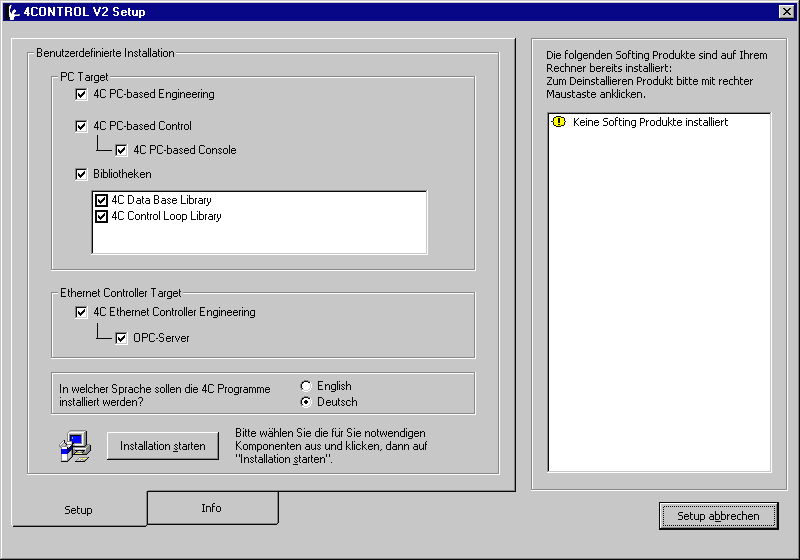 4CONTROL V2 Setup
Benutzerdefinierte Installation
PC Target
4C PC-based Engineering
4C PC-based Control
4C PC-based Console
Bibliotheken
4C Data Base Library
4C Control Loop Library
Ethernet Controller Target
4C Ethernet Controller Engineering
OPC-Server
In welcher Sprache sollen die 4C Programme
installiert werden?
English
Deutsch
Installation starten
Bitte wählen Sie die für Sie notwendigen
Komponenten aus und klicken, dann auf
"Installation starten".
Setup
Info
Die folgenden Softing Produkte sind auf Ihrem
Rechner bereits installiert:
Zum Deinstallieren Produkt bitte mit rechter
Maustaste anklicken.
Keine Softing Produkte installiert
Setup abbrechen